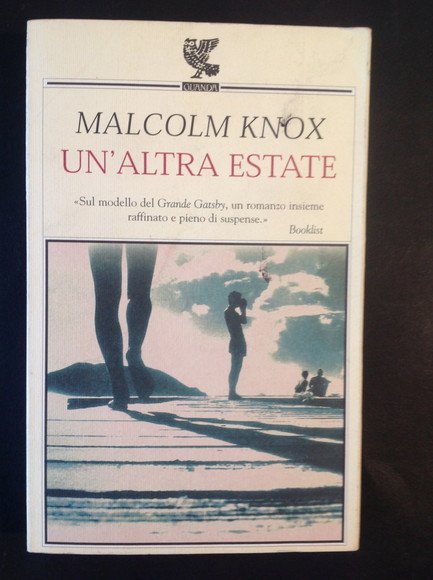 GUANDA
MALCOLM KNOX
UN'ALTRA ESTATE
«Sul modello del Grande Gatsby, un romanzo insieme
raffinato e pieno di suspense.»
Booklist